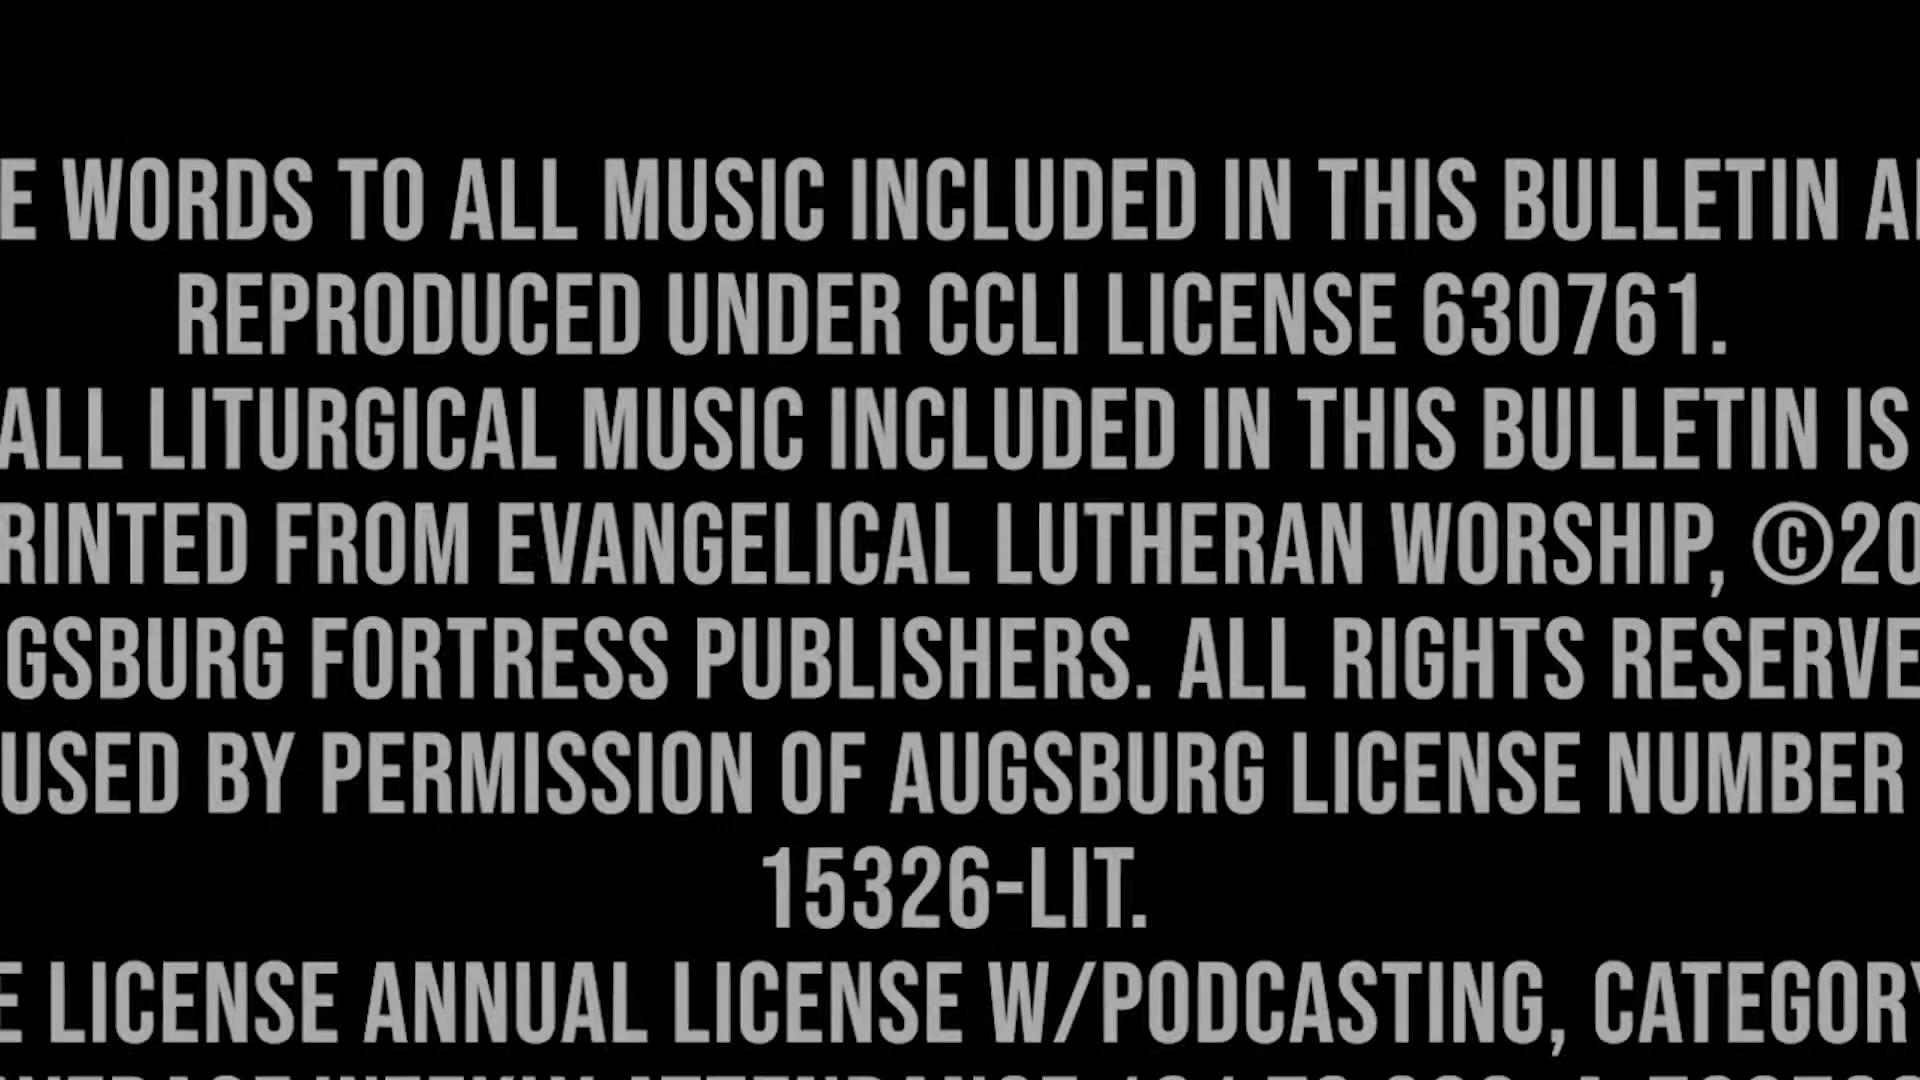 E WORDS TO ALL MUSIC INCLUDED IN THIS BULLETIN A
REPRODUCED UNDER CCLI LICENSE 630761.
ALL LITURGICAL MUSIC INCLUDED IN THIS BULLETIN IS
RINTED FROM EVANGELICAL LUTHERAN WORSHIP, ©20
GSBURG FORTRESS PUBLISHERS. ALL RIGHTS RESERVE
USED BY PERMISSION OF AUGSBURG LICENSE NUMBER
15326-LIT.
E LICENSE ANNUAL LICENSE W/PODCASTING, CATEGORY